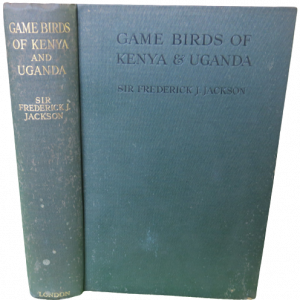 GAME BIRDS
OF KENYA
AND
UGANDA
SIR
FREDERICK J.
JACKSON
LONDON
GAME BIRDS OF
KENYA & UGANDA
SIR FREDERICK J. JACKSON